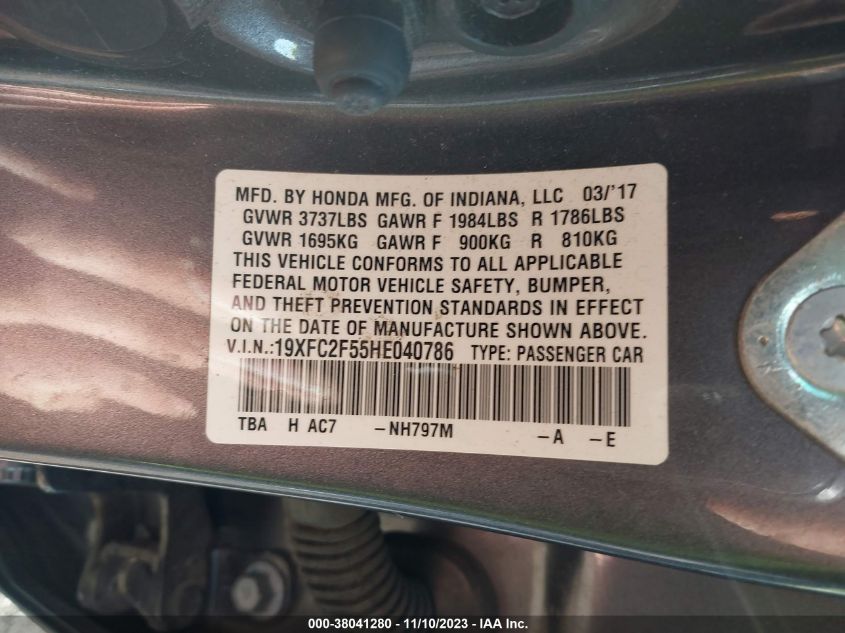 MFD. BY HONDA MFG. OF INDIANA, LLC 03/'17
GVWR 3737LBS GAWR F 1984LBS R 1786LBS
GVWR 1695KG GAWR F 900KG R 810KG
THIS VEHICLE CONFORMS TO ALL APPLICABLE
FEDERAL MOTOR VEHICLE SAFETY, BUMPER,
AND THEFT PREVENTION STANDARDS IN EFFECT
ON THE DATE OF MANUFACTURE SHOWN ABOVE.
V.I.N.:19XFC2F55HE040786 TYPE: PASSENGER CAR
TBA H AC7 -NH797M -A -E
000-38041280 - 11/10/2023 - IAA Inc.